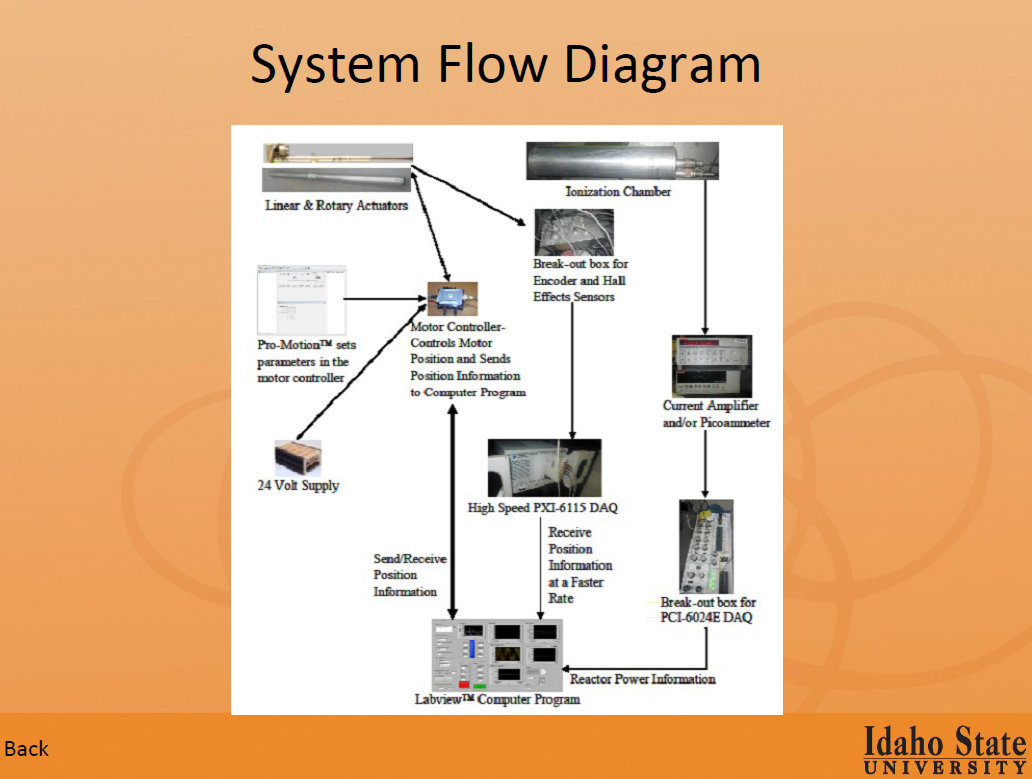 System Flow Diagram
Linear & Rotary Actuators
Ionization Chamber
Break-out box for
Encoder and Hall
Effects Sensors
Pro-Motion™ sets
parameters in the
motor controller
Motor Controller-
Controls Motor
Position and Sends
Position Information
to Computer Program
Current Amplifier
and/or Picoammeter
24 Volt Supply
High Speed PXI-6115 DAQ
Send/Receive
Position
Information
Receive
Position
Information
at a Faster
Rate
Break-out box for
PCI-6024E DAQ
Reactor Power Information
Labview™ Computer Program
Back
Idaho State
UNIVERSITY